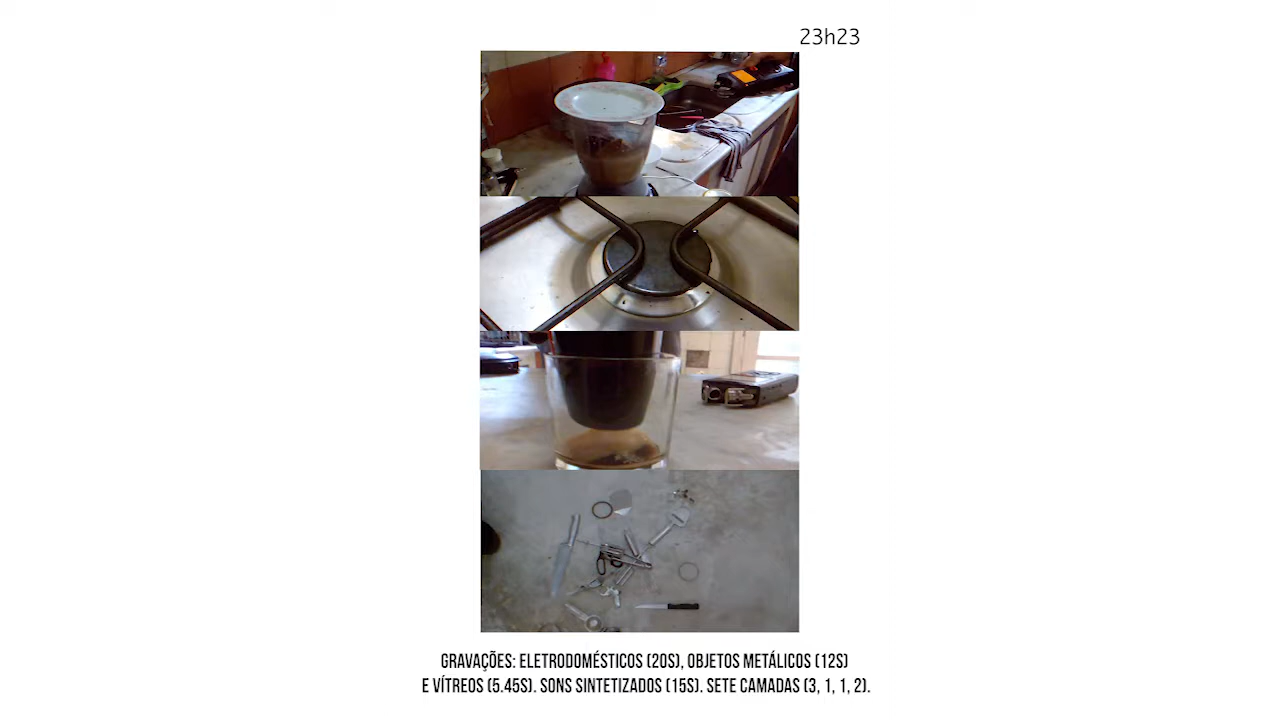 23h23
GRAVAÇÕES: ELETRODOMÉSTICOS (20S), OBJETOS METÁLICOS (12S)
E VÍTREOS (5.45S). SONS SINTETIZADOS (15S). SETE CAMADAS (3, 1, 1, 2).